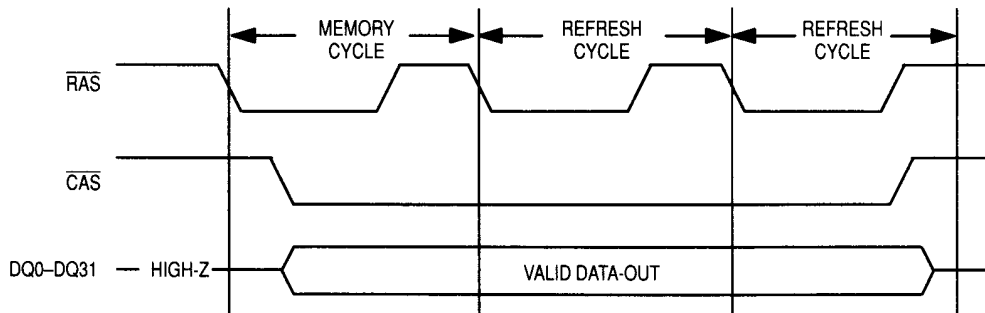 MEMORY
CYCLE
REFRESH
CYCLE
REFRESH
CYCLE
RAS
CAS
DQ0–DQ31
HIGH-Z
VALID DATA-OUT